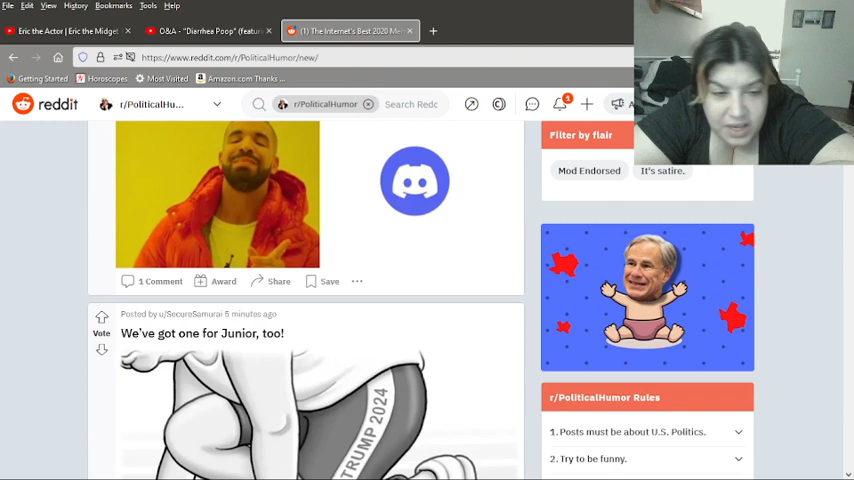 File Edit View History Bookmarks Tools Help
Eric the Actor | Eric the Midget
Q&A - "Diarrhea Poop" (featuri
(1) The Internet's Best 2020 Me
https://www.reddit.com/r/PoliticalHumor/new/
Getting Started Horoscopes Most Visited Amazon.com Thanks ...
reddit r/PoliticalHu... r/PoliticalHumor Search Redd 1 A
Filter by flair
Mod Endorsed It's satire.
1 Comment Award Share Save
Posted by u/SecureSamurai 5 minutes ago
We've got one for Junior, too!
Vote
TRUMP 2024
r/PoliticalHumor Rules
1. Posts must be about U.S. Politics.
2. Try to be funny.